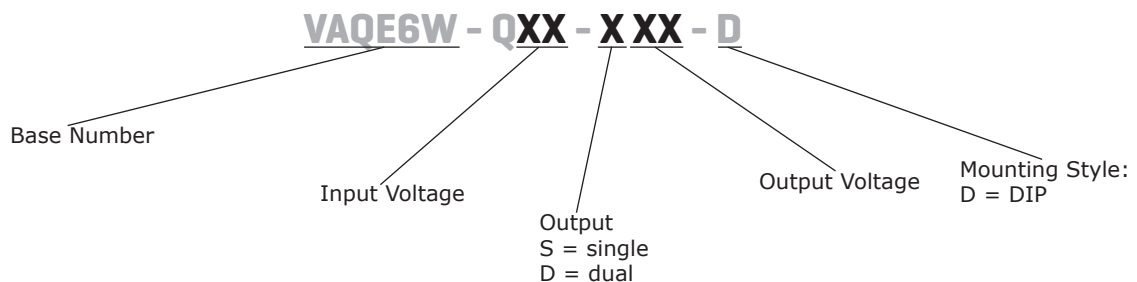 VAQE6W - QXX - X XX - D
Base Number
Input Voltage
Output
S = single
D = dual
Output Voltage
Mounting Style:
D = DIP